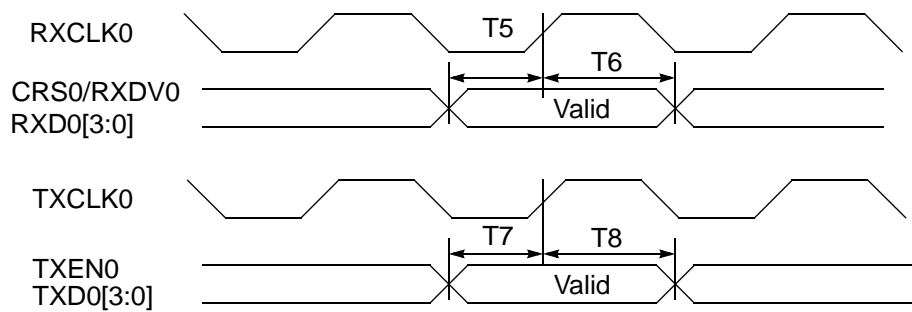 RXCLK0
T5
T6
CRS0/RXDV0
Valid
RXD0[3:0]
TXCLK0
T7
T8
TXEN0
Valid
TXD0[3:0]